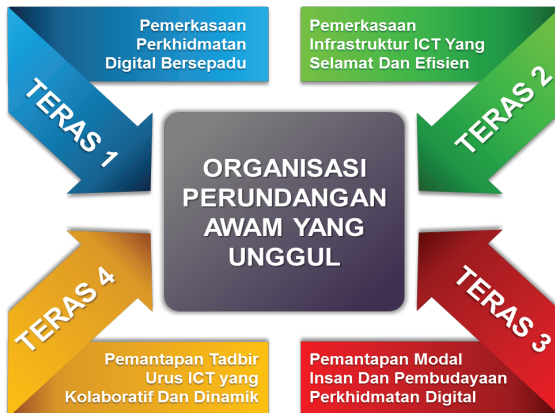 Pemerkasaan
Perkhidmatan
Digital Bersepadu
TERAS 1
Pemerkasaan
Infrastruktur ICT Yang
Selamat Dan Efisien
TERAS 2
ORGANISASI
PERUNDANGAN
AWAM YANG
UNGGUL
TERAS 4
Pemantapan Tadbir
Urus ICT yang
Kolaboratif Dan Dinamik
TERAS 3
Pemantapan Modal
Insan Dan Pembudayaan
Perkhidmatan Digital